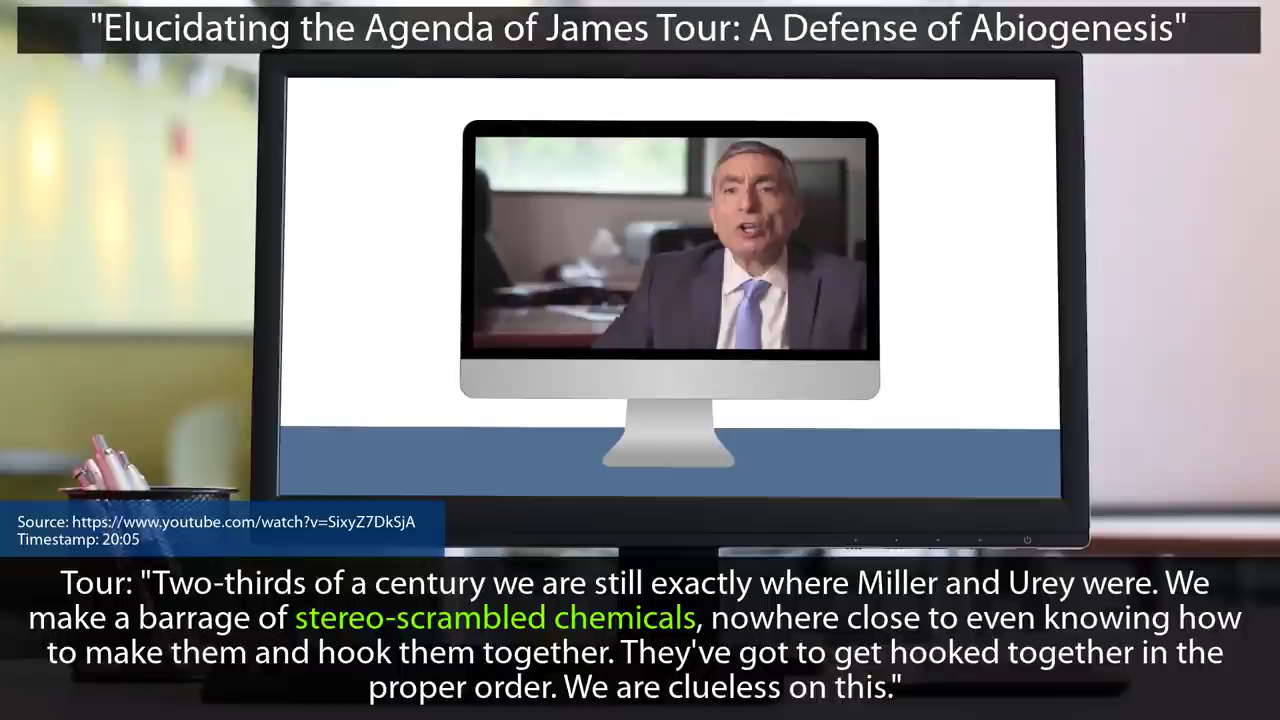 "Elucidating the Agenda of James Tour: A Defense of Abiogenesis"
Source: https://www.youtube.com/watch?v=SixyZ7DkSjA
Timestamp: 20:05
Tour: "Two-thirds of a century we are still exactly where Miller and Urey were. We
make a barrage of stereo-scrambled chemicals, nowhere close to even knowing how
to make them and hook them together. They've got to get hooked together in the
proper order. We are clueless on this."